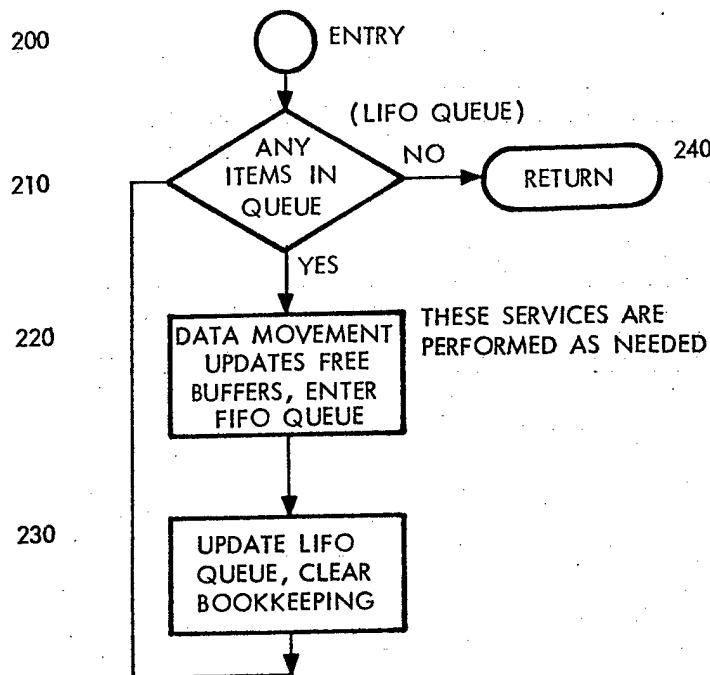 200
ENTRY
(LIFO QUEUE)
ANY
ITEMS IN
QUEUE
NO
RETURN
240
210
YES
220
DATA MOVEMENT
UPDATES FREE
BUFFERS, ENTER
FIFO QUEUE
THESE SERVICES ARE
PERFORMED AS NEEDED
230
UPDATE LIFO
QUEUE, CLEAR
BOOKKEEPING